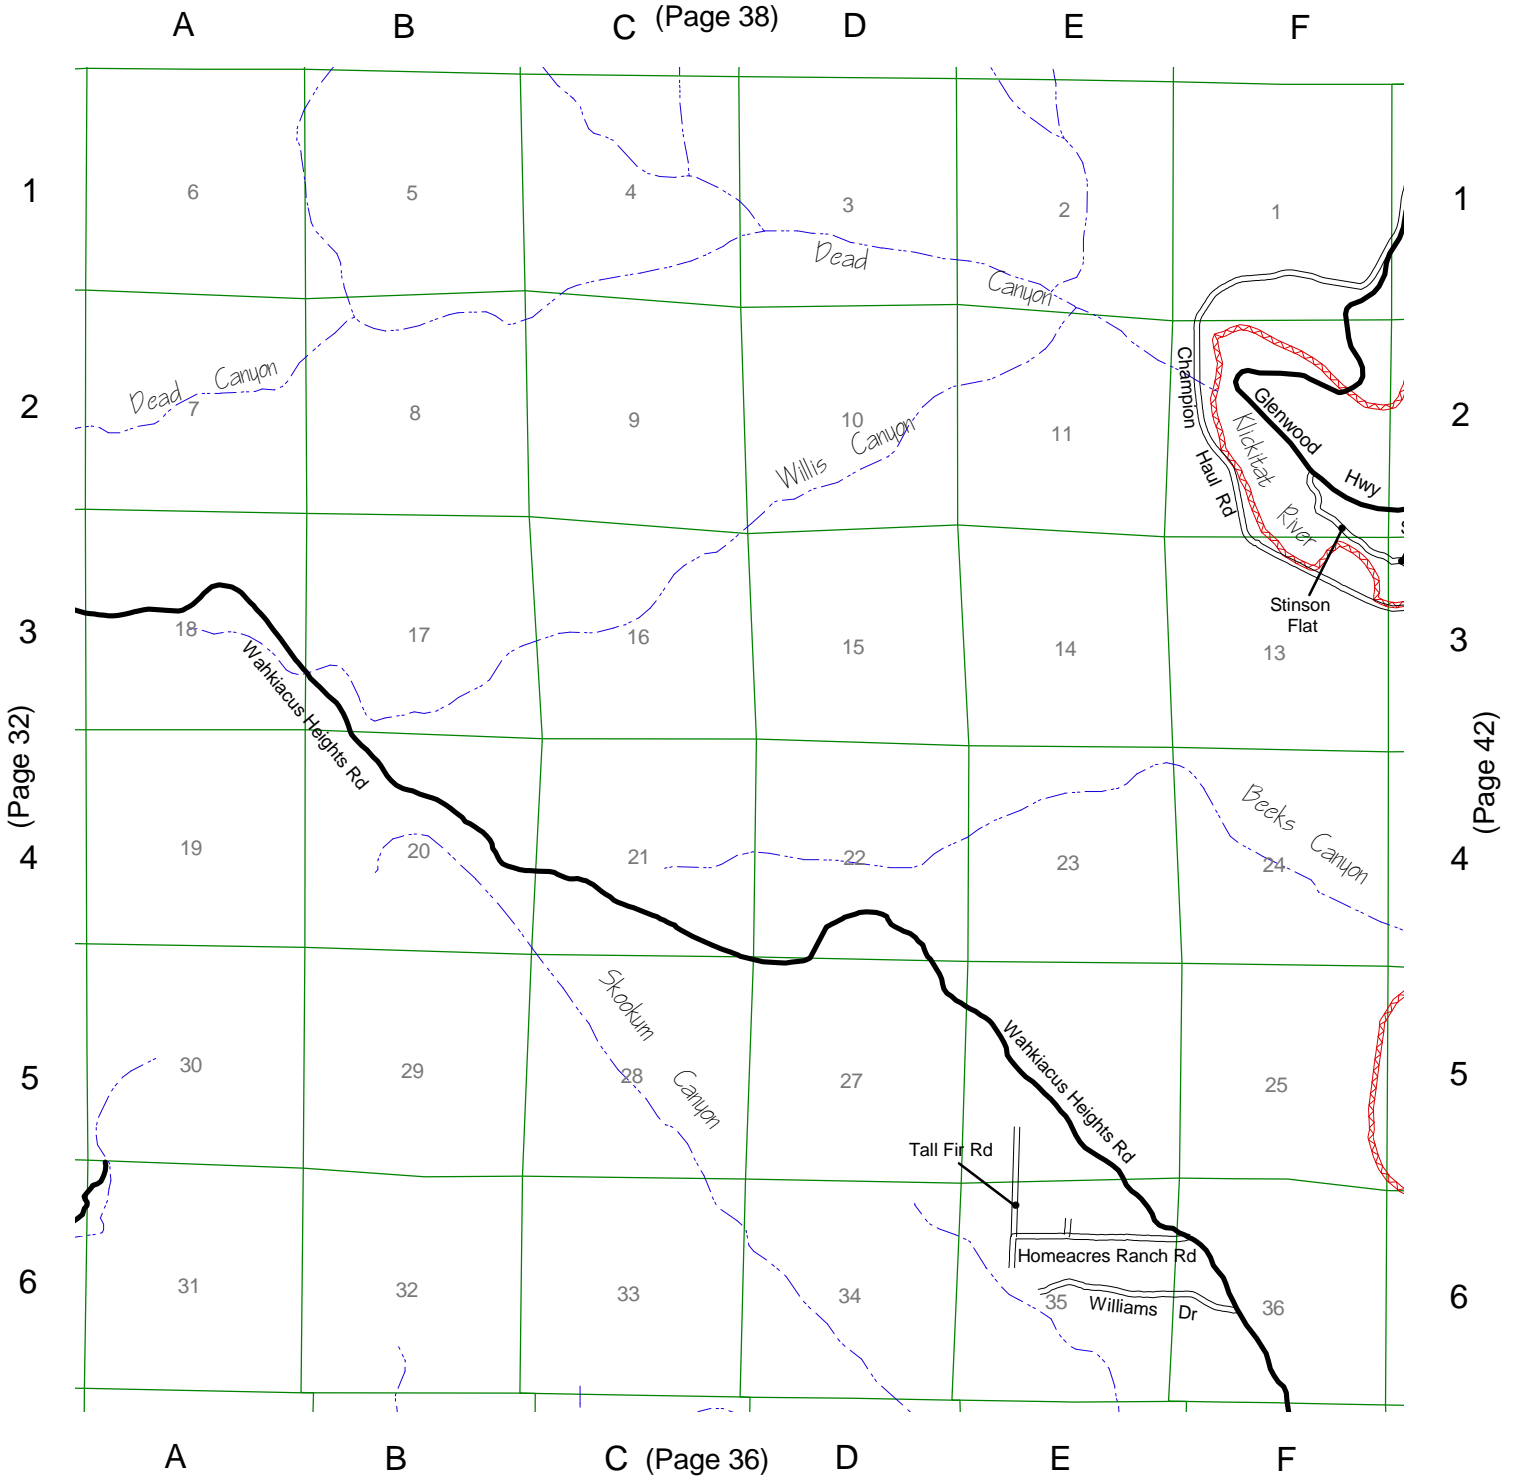 (Page 38)
A B C D E F
1 6 5 4 3 2 1 1
Dead
Canyon
Dead Canyon
Champion
2 7 8 9 10 11 2
Willis Canyon
Glenwood
Hwy
Klickitat
River
Haul Rd
S
Stinson
Flat
3 18 17 16 15 14 13 3
Wahkiacus Heights Rd
(Page 32)
(Page 42)
Beeks Canyon
4 19 20 21 22 23 24 4
Skookum
Canyon
Wahkiacus Heights Rd
5 30 29 28 27 25 5
Tall Fir Rd
Homeacres Ranch Rd
6 31 32 33 34 35 36 6
Williams Dr
A B C D E F
(Page 36)